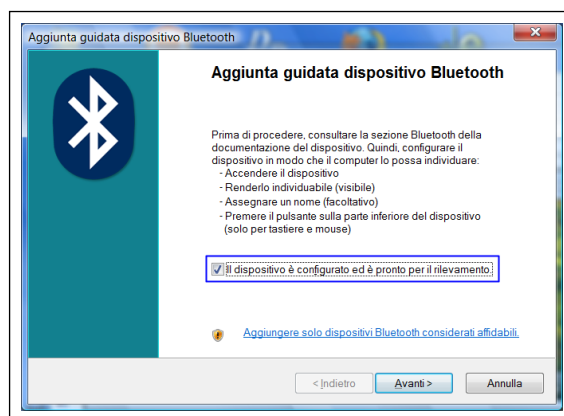 Aggiunta guidata dispositivo Bluetooth
Aggiunta guidata dispositivo Bluetooth
Prima di procedere, consultare la sezione Bluetooth della
documentazione del dispositivo. Quindi, configurare il
dispositivo in modo che il computer lo possa individuare:
- Accendere il dispositivo
- Renderlo individuabile (visibile)
- Assegnare un nome (facoltativo)
- Premere il pulsante sulla parte inferiore del dispositivo
(solo per tastiere e mouse)
Il dispositivo è configurato ed è pronto per il rilevamento.
Aggiungere solo dispositivi Bluetooth considerati affidabili.
< Indietro Avanti > Annulla